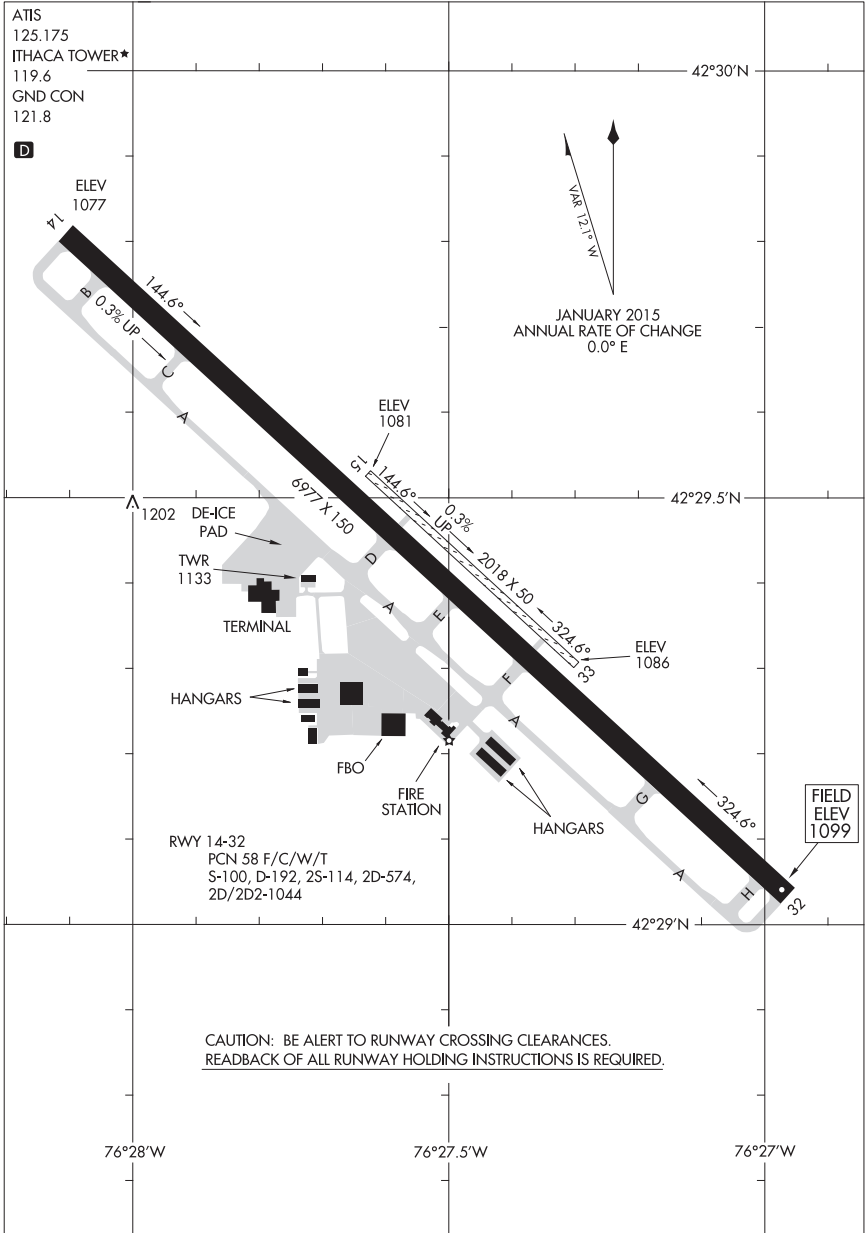 ATIS
125.175
ITHACA TOWER★
119.6
GND CON
121.8
D
42°30'N
VAR 12.1° W
JANUARY 2015
ANNUAL RATE OF CHANGE
0.0° E
ELEV
1077
14
144.6°
B
0.3% UP
C
A
ELEV
1081
15
144.6°
0.3%
UP
6977 X 150
42°29.5'N
1202
DE-ICE
PAD
TWR
1133
TERMINAL
D
A
E
2018 X 50
324.6°
ELEV
1086
33
F
A
HANGARS
FBO
FIRE
STATION
HANGARS
G
324.6°
FIELD
ELEV
1099
A
H
32
RWY 14-32
PCN 58 F/C/W/T
S-100, D-192, 2S-114, 2D-574,
2D/2D2-1044
42°29'N
CAUTION: BE ALERT TO RUNWAY CROSSING CLEARANCES.
READBACK OF ALL RUNWAY HOLDING INSTRUCTIONS IS REQUIRED.
76°28'W
76°27.5'W
76°27'W